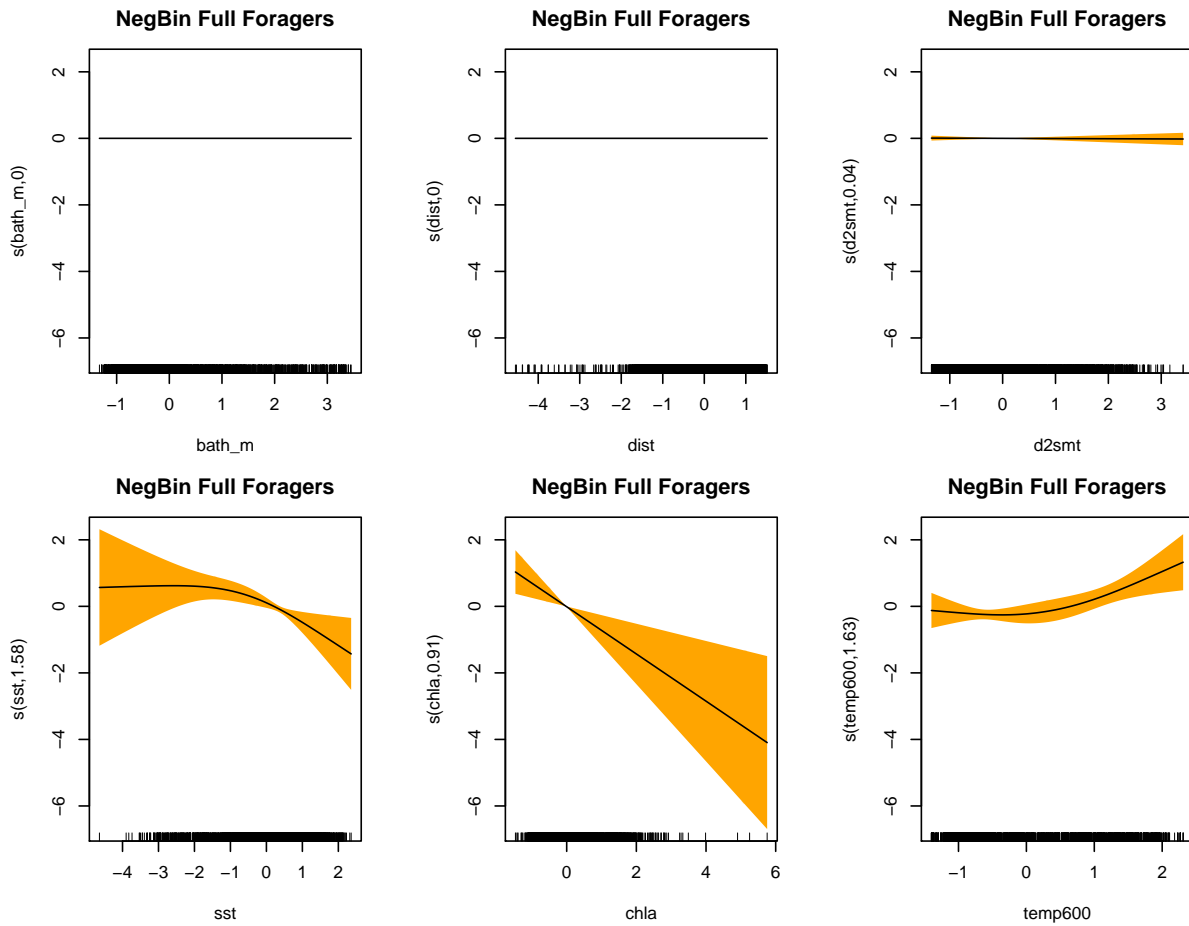 NegBin Full Foragers
s(bath_m,0)
2
0
−2
−4
−6
−1 0 1 2 3
bath_m
NegBin Full Foragers
s(dist,0)
2
0
−2
−4
−6
−4 −3 −2 −1 0 1
dist
NegBin Full Foragers
s(d2smt,0.04)
2
0
−2
−4
−6
−1 0 1 2 3
d2smt
NegBin Full Foragers
s(sst,1.58)
2
0
−2
−4
−6
−4 −3 −2 −1 0 1 2
sst
NegBin Full Foragers
s(chla,0.91)
2
0
−2
−4
−6
0 2 4 6
chla
NegBin Full Foragers
s(temp600,1.63)
2
0
−2
−4
−6
−1 0 1 2
temp600